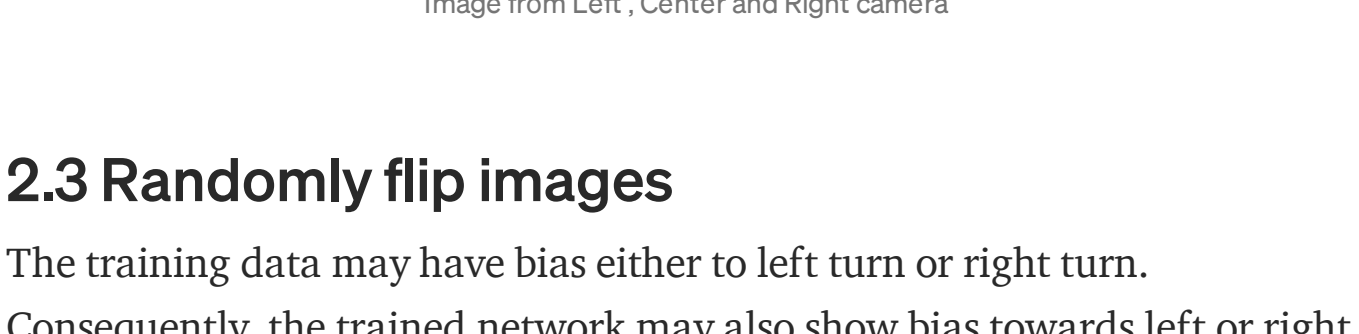 Image from Left , Center and Right camera
2.3 Randomly flip images
The training data may have bias either to left turn or right turn.
Consequently, the trained network may also show bias towards left or right